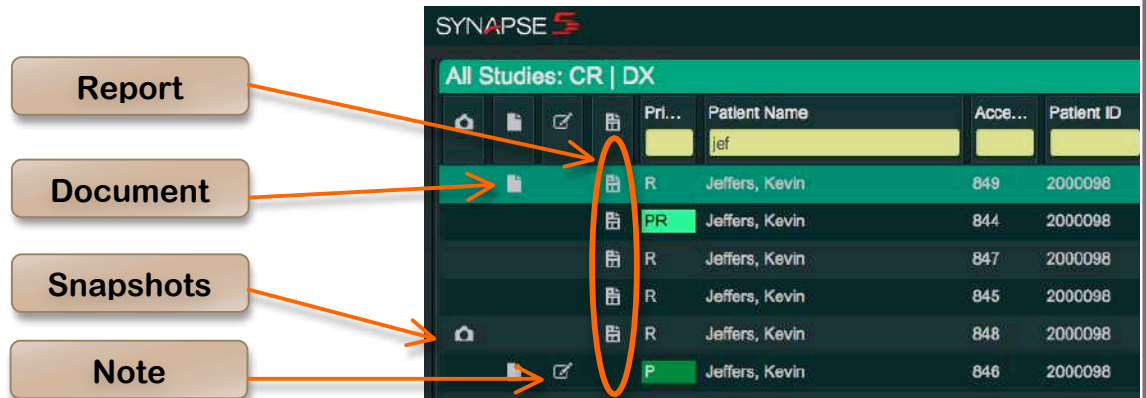 SYNAPSE 5
All Studies: CR | DX
Pri... Patient Name Acce... Patient ID
jef
R Jeffers, Kevin 849 2000098
PR Jeffers, Kevin 844 2000098
R Jeffers, Kevin 847 2000098
R Jeffers, Kevin 845 2000098
R Jeffers, Kevin 848 2000098
P Jeffers, Kevin 846 2000098
Report
Document
Snapshots
Note